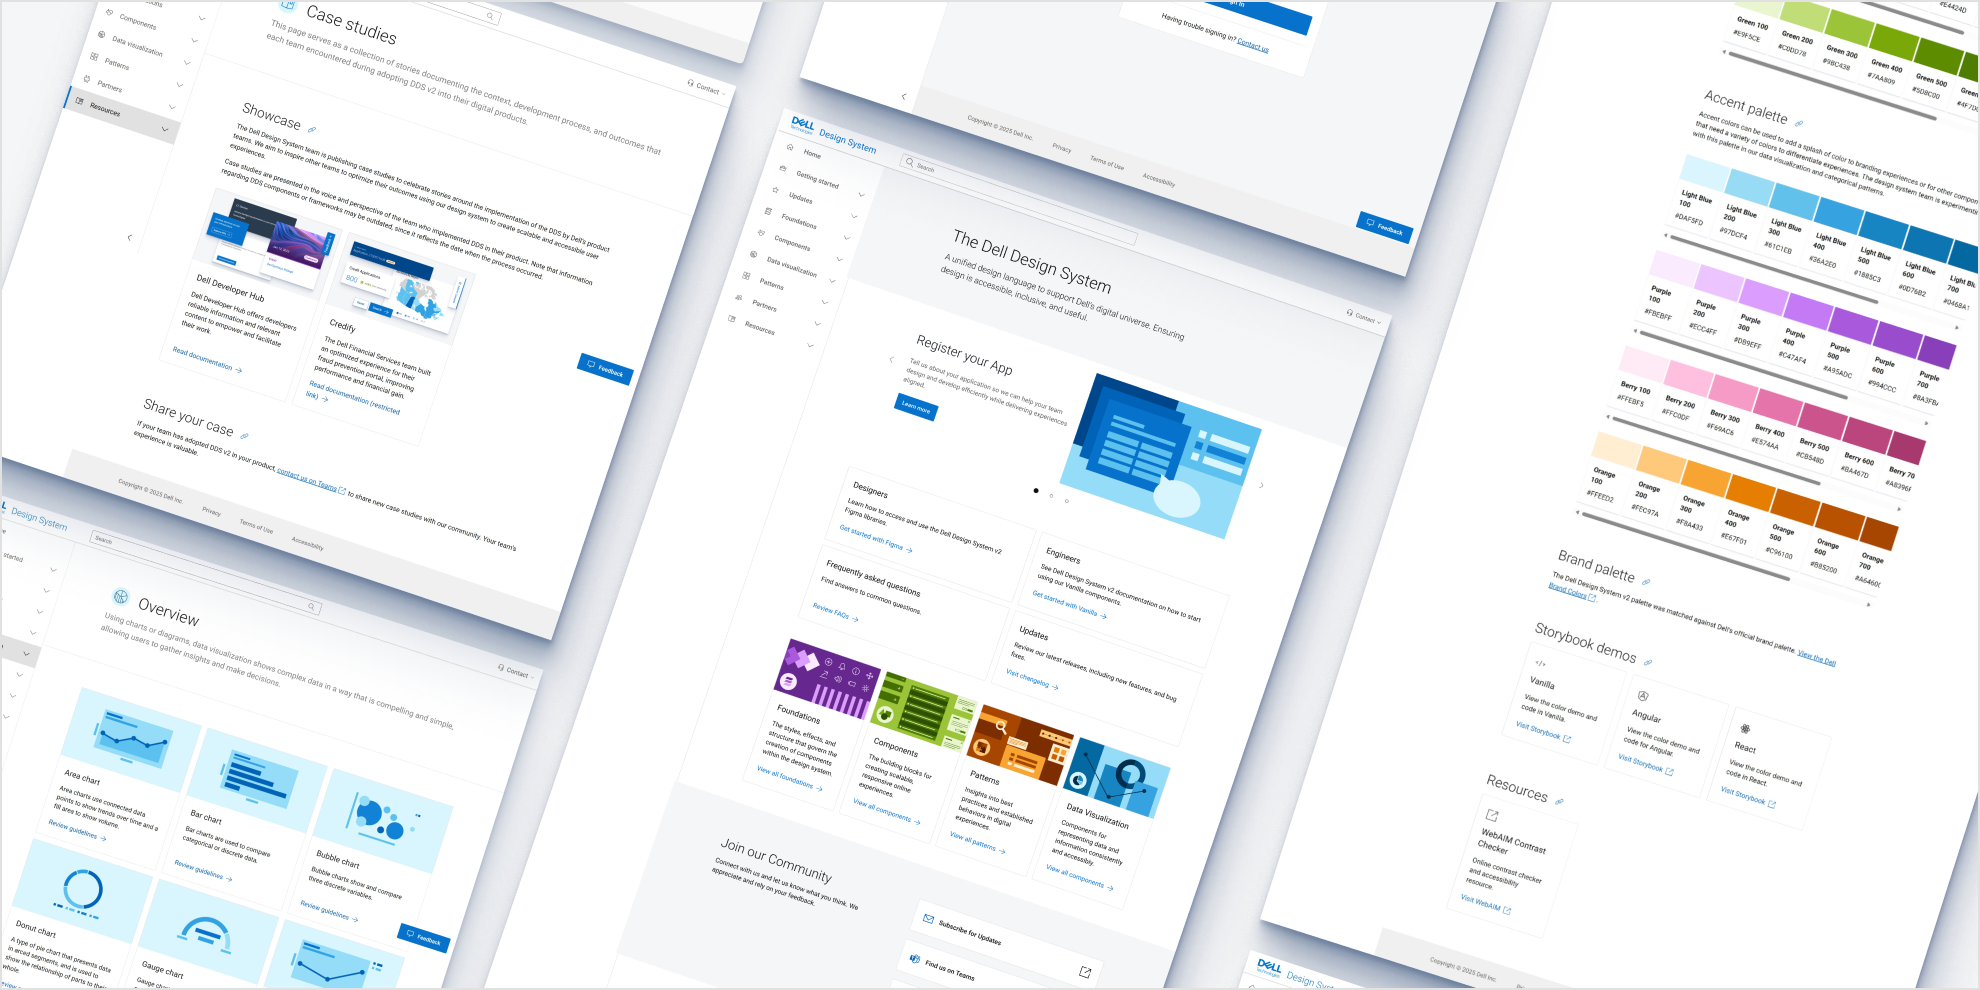 Components
Data visualization
Patterns
Partners
Resources
Case studies
This page serves as a collection of stories documenting the context, development process, and outcomes that
each team encountered during adopting DDS v2 into their digital products.
Contact
Showcase
The Dell Design System team is publishing case studies to celebrate stories around the implementation of the DDS by Dell's product
teams. We aim to inspire other teams to optimize their outcomes using our design system to create scalable and accessible user
experiences.
Case studies are presented in the voice and perspective of the team who implemented DDS in their product. Note that information
regarding DDS components or frameworks may be outdated, since it reflects the date when the process occurred.
Dell Developer Hub
Dell Developer Hub offers developers
reliable information and relevant
content to empower and facilitate
their work.
Read documentation
Credify
The Dell Financial Services team built
an optimized experience for their
fraud prevention portal, improving
performance and financial gain.
Read documentation (restricted
link)
Feedback
Share your case
If your team has adopted DDS v2 in your product, contact us on Teams to share new case studies with our community. Your team's
experience is valuable.
Copyright © 2025 Dell Inc.
Privacy
Terms of Use
Accessibility
Design System
Search
started
Contact
Overview
Using charts or diagrams, data visualization shows complex data in a way that is compelling and simple,
allowing users to gather insights and make decisions.
Area chart
Area charts use connected data
points to show trends over time and a
fill area to show volume.
Review guidelines
Bar chart
Bar charts are used to compare
categorical or discrete data.
Review guidelines
Bubble chart
Bubble charts show and compare
three discrete variables.
Review guidelines
Donut chart
A type of pie chart that presents data
in arced segments, and is used to
show the relationship of parts to their
whole.
Gauge chart
Feedback
Having trouble signing in? Contact us
Copyright © 2025 Dell Inc.
Privacy
Terms of Use
Accessibility
Feedback
DELL
Technologies
Design System
Search
Contact
Home
Getting started
Updates
Foundations
Components
Data visualization
Patterns
Partners
Resources
The Dell Design System
A unified design language to support Dell's digital universe. Ensuring
design is accessible, inclusive, and useful.
Register your App
Tell us about your application so we can help your team
design and develop efficiently while delivering experiences
aligned.
Learn more
Designers
Learn how to access and use the Dell Design System v2
Figma libraries.
Get started with Figma
Engineers
See Dell Design System v2 documentation on how to start
using our Vanilla components.
Get started with Vanilla
Frequently asked questions
Find answers to common questions.
Review FAQs
Updates
Review our latest releases, including new features, and bug
fixes.
Visit changelog
Foundations
The styles, effects, and
structure that govern the
creation of components
within the design system.
View all foundations
Components
The building blocks for
creating scalable,
responsive online
experiences.
View all components
Patterns
Insights into best
practices and established
behaviors in digital
experiences.
View all patterns
Data Visualization
Components for
representing data and
information consistently
and accessibly.
View all components
Join our Community
Connect with us and let us know what you think. We
appreciate and rely on your feedback.
Subscribe for Updates
Find us on Teams
#E4424D
Green 100
#E9F5CE
Green 200
#CDDD78
Green 300
#9BC438
Green 400
#7AA809
Green 500
#5D8C00
Green
Accent palette
Accent colors can be used to add a splash of color to branding experiences or for other
that need a variety of colors to differentiate experiences. The design system team is
with this palette in our data visualization and categorical patterns.
Light Blue 100
#DAF5FD
Light Blue 200
#97DCF4
Light Blue 300
#61C1EB
Light Blue 400
#36A2E0
Light Blue 500
#1885C3
Light Blue 600
#0D76B2
700
#0468A1
Purple 100
#FBEBFF
Purple 200
#ECC4FF
Purple 300
#DB9EFF
Purple 400
#C47AF4
Purple 500
#A95ADC
Purple 600
#994CCC
Purple 700
Berry 100
#FFEBF5
Berry 200
#FFC0DF
Berry 300
#F69AC6
Berry 400
#E574AA
Berry 500
#CB548D
Berry 600
#BA467D
Berry 70
Orange 100
#FFEED2
Orange 200
#FEC97A
Orange 300
#F8A433
Orange 400
#E67F01
Orange 500
#C96100
Orange 600
#B85200
Orange 700
Brand palette
The Dell Design System v2 palette was matched against Dell's official brand palette. View the Dell
Brand Colors
Storybook demos
Vanilla
View the color demo and
code in Vanilla.
Visit Storybook
Angular
View the color demo and
code for Angular.
Visit Storybook
React
View the color demo and
code in React.
Visit Storybook
Resources
WebAIM Contrast
Checker
Online contrast checker
and accessibility
resource.
Visit WebAIM
Copyright © 2025 Dell Inc.
DELL
Technologies